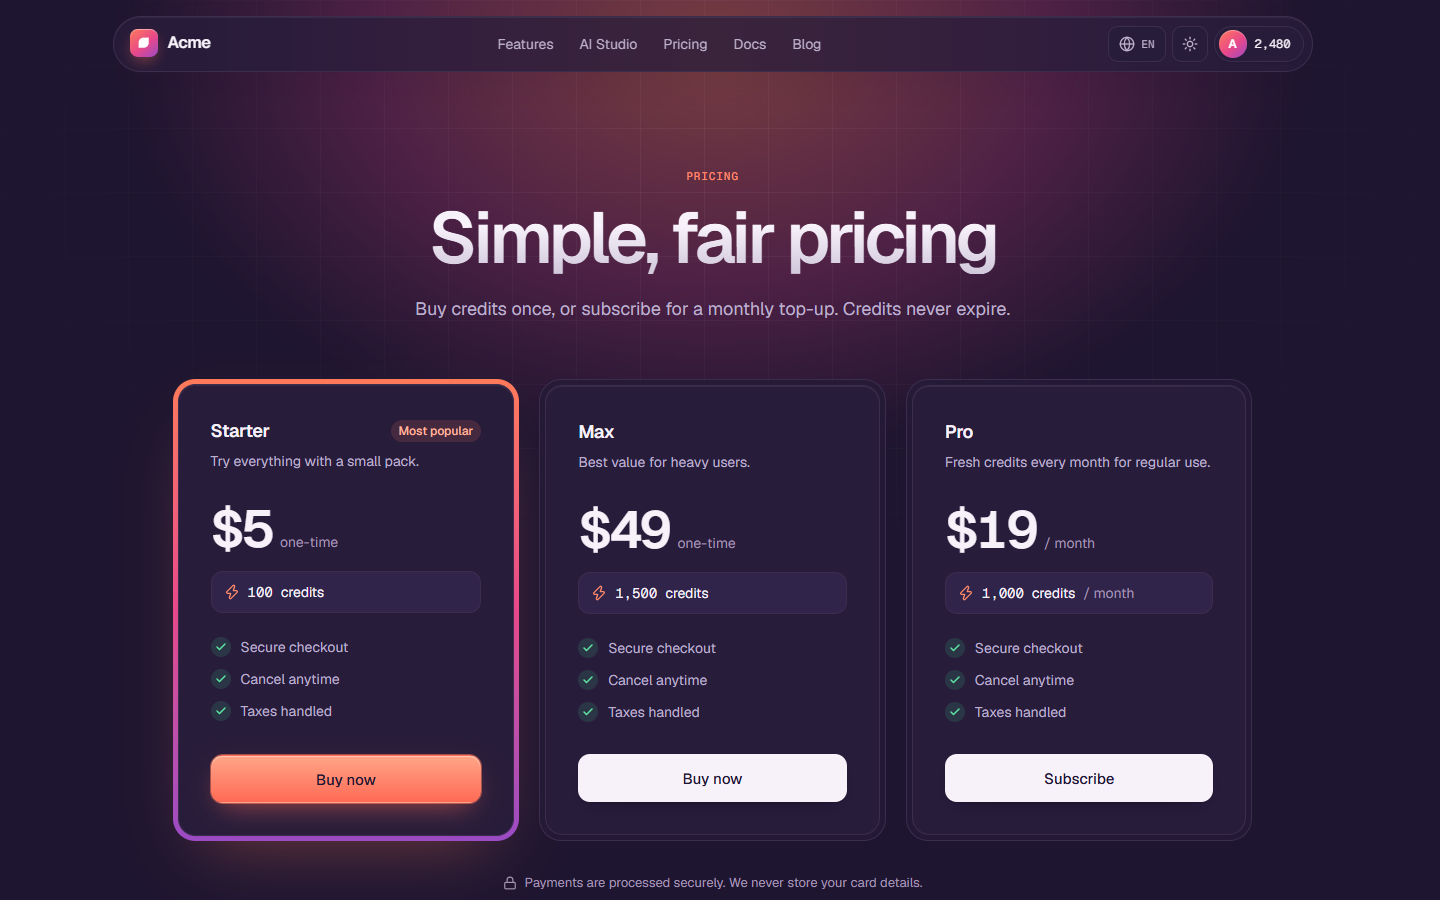 Acme
Features
AI Studio
Pricing
Docs
Blog
EN
A
2,480
PRICING
Simple, fair pricing
Buy credits once, or subscribe for a monthly top-up. Credits never expire.
Starter
Most popular
Try everything with a small pack.
$5 one-time
100 credits
Secure checkout
Cancel anytime
Taxes handled
Buy now
Max
Best value for heavy users.
$49 one-time
1,500 credits
Secure checkout
Cancel anytime
Taxes handled
Buy now
Pro
Fresh credits every month for regular use.
$19 / month
1,000 credits / month
Secure checkout
Cancel anytime
Taxes handled
Subscribe
Payments are processed securely. We never store your card details.